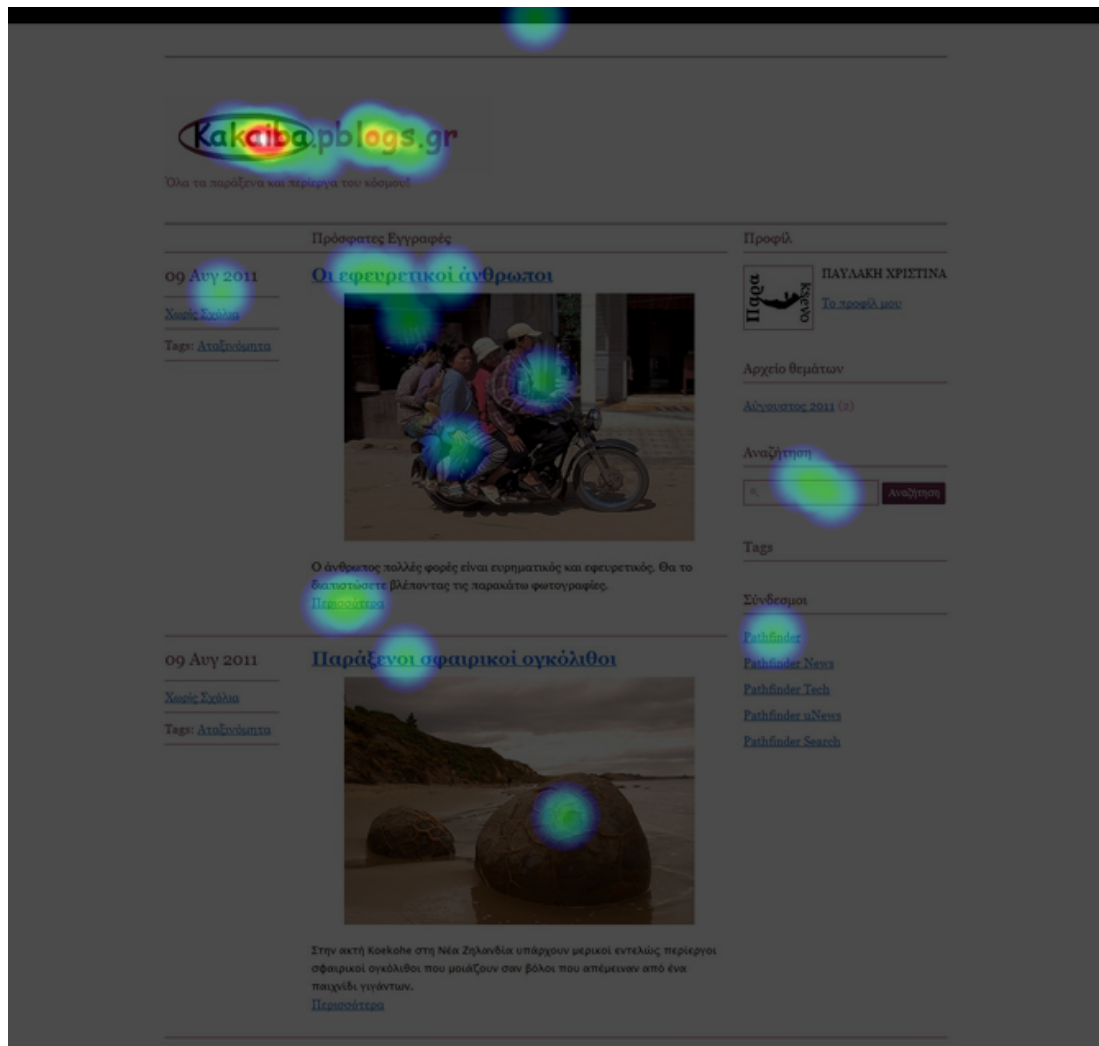 Kakaiba.pblogs.gr
Όλα τα παράξενα και περίεργα του κόσμου!
Πρόσφατες Εγγραφές
09 Αυγ 2011
Χωρίς Σχόλια
Tags: Αταξινόμητα
Οι εφευρετικοί άνθρωποι
Ο άνθρωπος πολλές φορές είναι ευρηματικός και εφευρετικός. Θα το
διαπιστώσετε βλέποντας τις παρακάτω φωτογραφίες.
Περισσότερα
09 Αυγ 2011
Χωρίς Σχόλια
Tags: Αταξινόμητα
Παράξενοι σφαιρικοί ογκόλιθοι
Στην ακτή Koekohe στη Νέα Ζηλανδία υπάρχουν μερικοί εντελώς περίεργοι
σφαιρικοί ογκόλιθοι που μοιάζουν σαν βόλοι που απέμειναν από ένα
παιχνίδι γιγάντων.
Περισσότερα
Προφίλ
Παράξενο
ΠΑΥΛΑΚΗ ΧΡΙΣΤΙΝΑ
Το προφίλ μου
Αρχείο θεμάτων
Αύγουστος 2011 (2)
Αναζήτηση
Αναζήτηση
Tags
Σύνδεσμοι
Pathfinder
Pathfinder News
Pathfinder Tech
Pathfinder uNews
Pathfinder Search